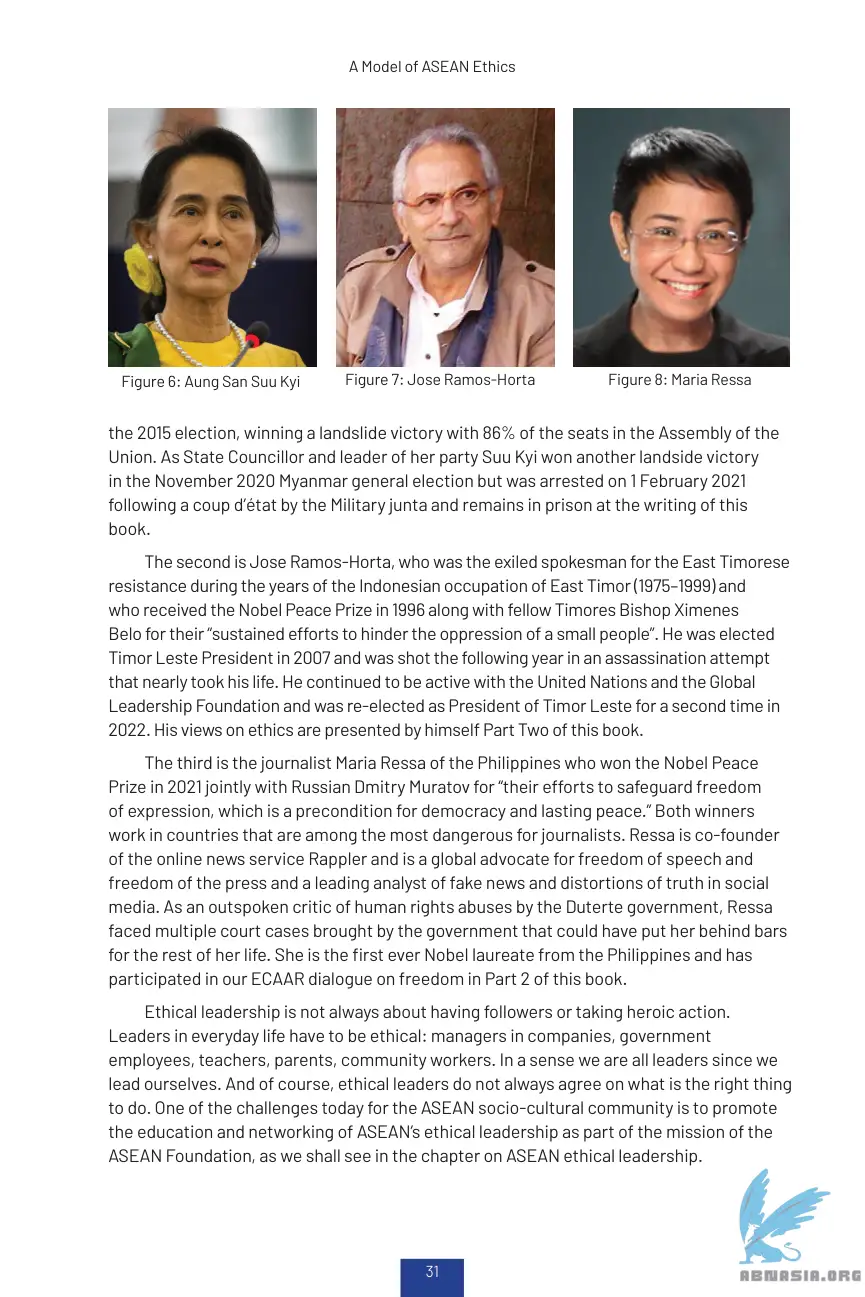 A Model of ASEAN Ethics
Figure 6: Aung San Suu Kyi
Figure 7: Jose Ramos-Horta
Figure 8: Maria Ressa
the 2015 election, winning a landslide victory with 86% of the seats in the Assembly of the
Union. As State Councillor and leader of her party Suu Kyi won another landside victory
in the November 2020 Myanmar general election but was arrested on 1 February 2021
following a coup d’état by the Military junta and remains in prison at the writing of this
book.
The second is Jose Ramos-Horta, who was the exiled spokesman for the East Timorese
resistance during the years of the Indonesian occupation of East Timor (1975–1999) and
who received the Nobel Peace Prize in 1996 along with fellow Timores Bishop Ximenes
Belo for their “sustained efforts to hinder the oppression of a small people”. He was elected
Timor Leste President in 2007 and was shot the following year in an assassination attempt
that nearly took his life. He continued to be active with the United Nations and the Global
Leadership Foundation and was re-elected as President of Timor Leste for a second time in
2022. His views on ethics are presented by himself Part Two of this book.
The third is the journalist Maria Ressa of the Philippines who won the Nobel Peace
Prize in 2021 jointly with Russian Dmitry Muratov for “their efforts to safeguard freedom
of expression, which is a precondition for democracy and lasting peace.” Both winners
work in countries that are among the most dangerous for journalists. Ressa is co-founder
of the online news service Rappler and is a global advocate for freedom of speech and
freedom of the press and a leading analyst of fake news and distortions of truth in social
media. As an outspoken critic of human rights abuses by the Duterte government, Ressa
faced multiple court cases brought by the government that could have put her behind bars
for the rest of her life. She is the first ever Nobel laureate from the Philippines and has
participated in our ECAAR dialogue on freedom in Part 2 of this book.
Ethical leadership is not always about having followers or taking heroic action.
Leaders in everyday life have to be ethical: managers in companies, government
employees, teachers, parents, community workers. In a sense we are all leaders since we
lead ourselves. And of course, ethical leaders do not always agree on what is the right thing
to do. One of the challenges today for the ASEAN socio-cultural community is to promote
the education and networking of ASEAN’s ethical leadership as part of the mission of the
ASEAN Foundation, as we shall see in the chapter on ASEAN ethical leadership.
31
ABNASIA.ORG